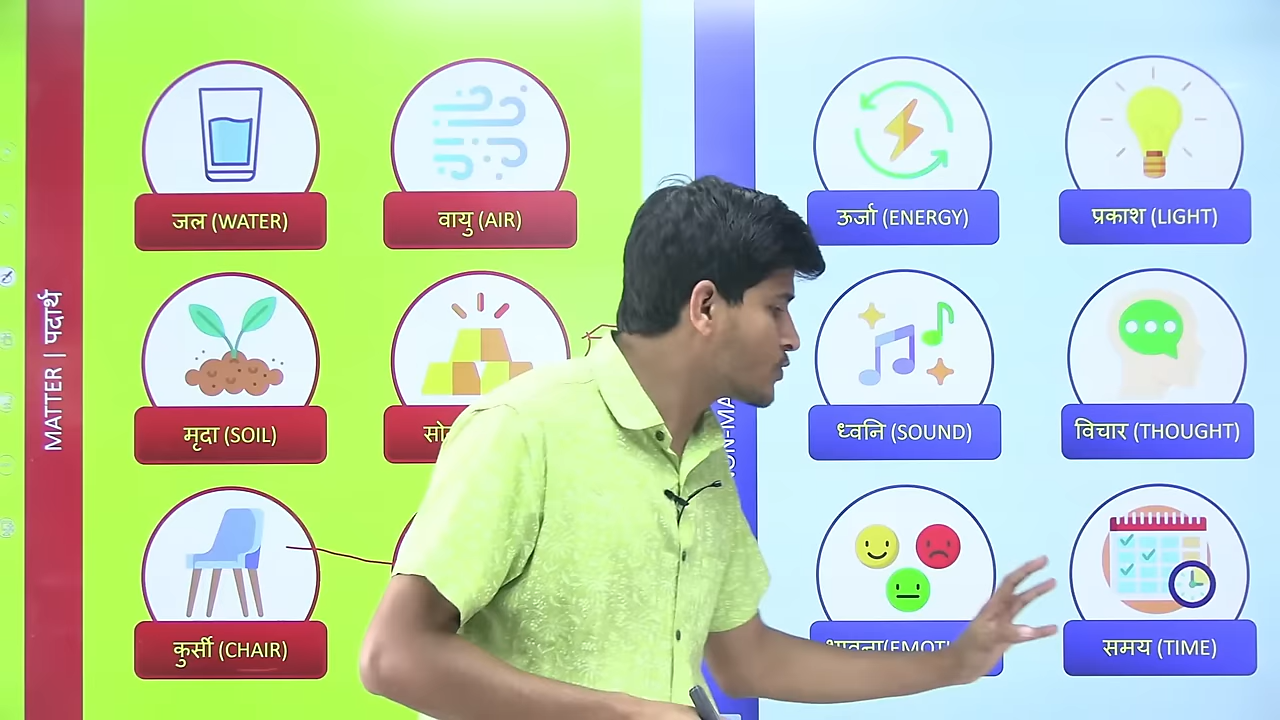 MATTER | पदार्थ
जल (WATER)
वायु (AIR)
मृदा (SOIL)
कुर्सी (CHAIR)
ऊर्जा (ENERGY)
प्रकाश (LIGHT)
ध्वनि (SOUND)
विचार (THOUGHT)
समय (TIME)